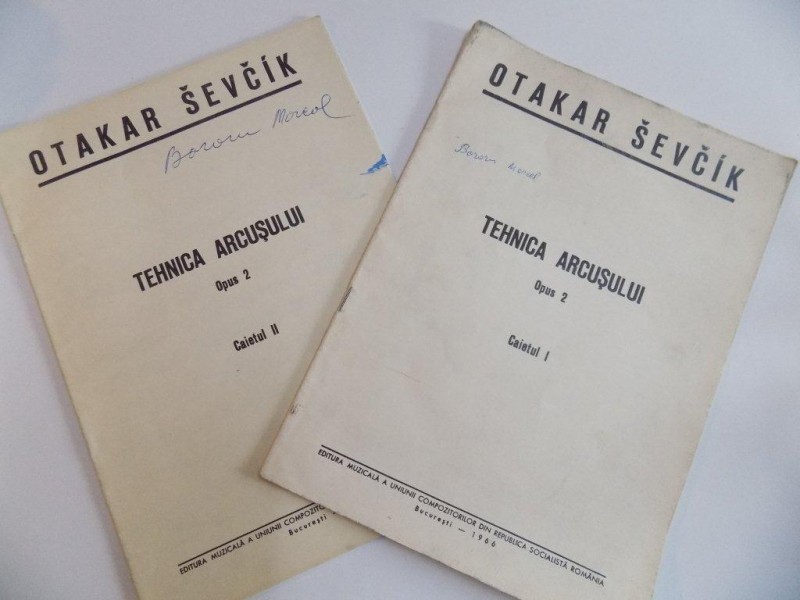 OTAKAR ŠEVČÍK
Morcol
TEHNICA ARCUŞULUI
Opus 2
Caietul II
EDITURA MUZICALĂ A UNIUNII COMPOZITO
Bucureşti
OTAKAR ŠEVČÍK
TEHNICA ARCUŞULUI
Opus 2
Caietul I
EDITURA MUZICALĂ A UNIUNII COMPOZITORILOR DIN REPUBLICA SOCIALISTĂ ROMÂNIA
Bucureşti — 1966